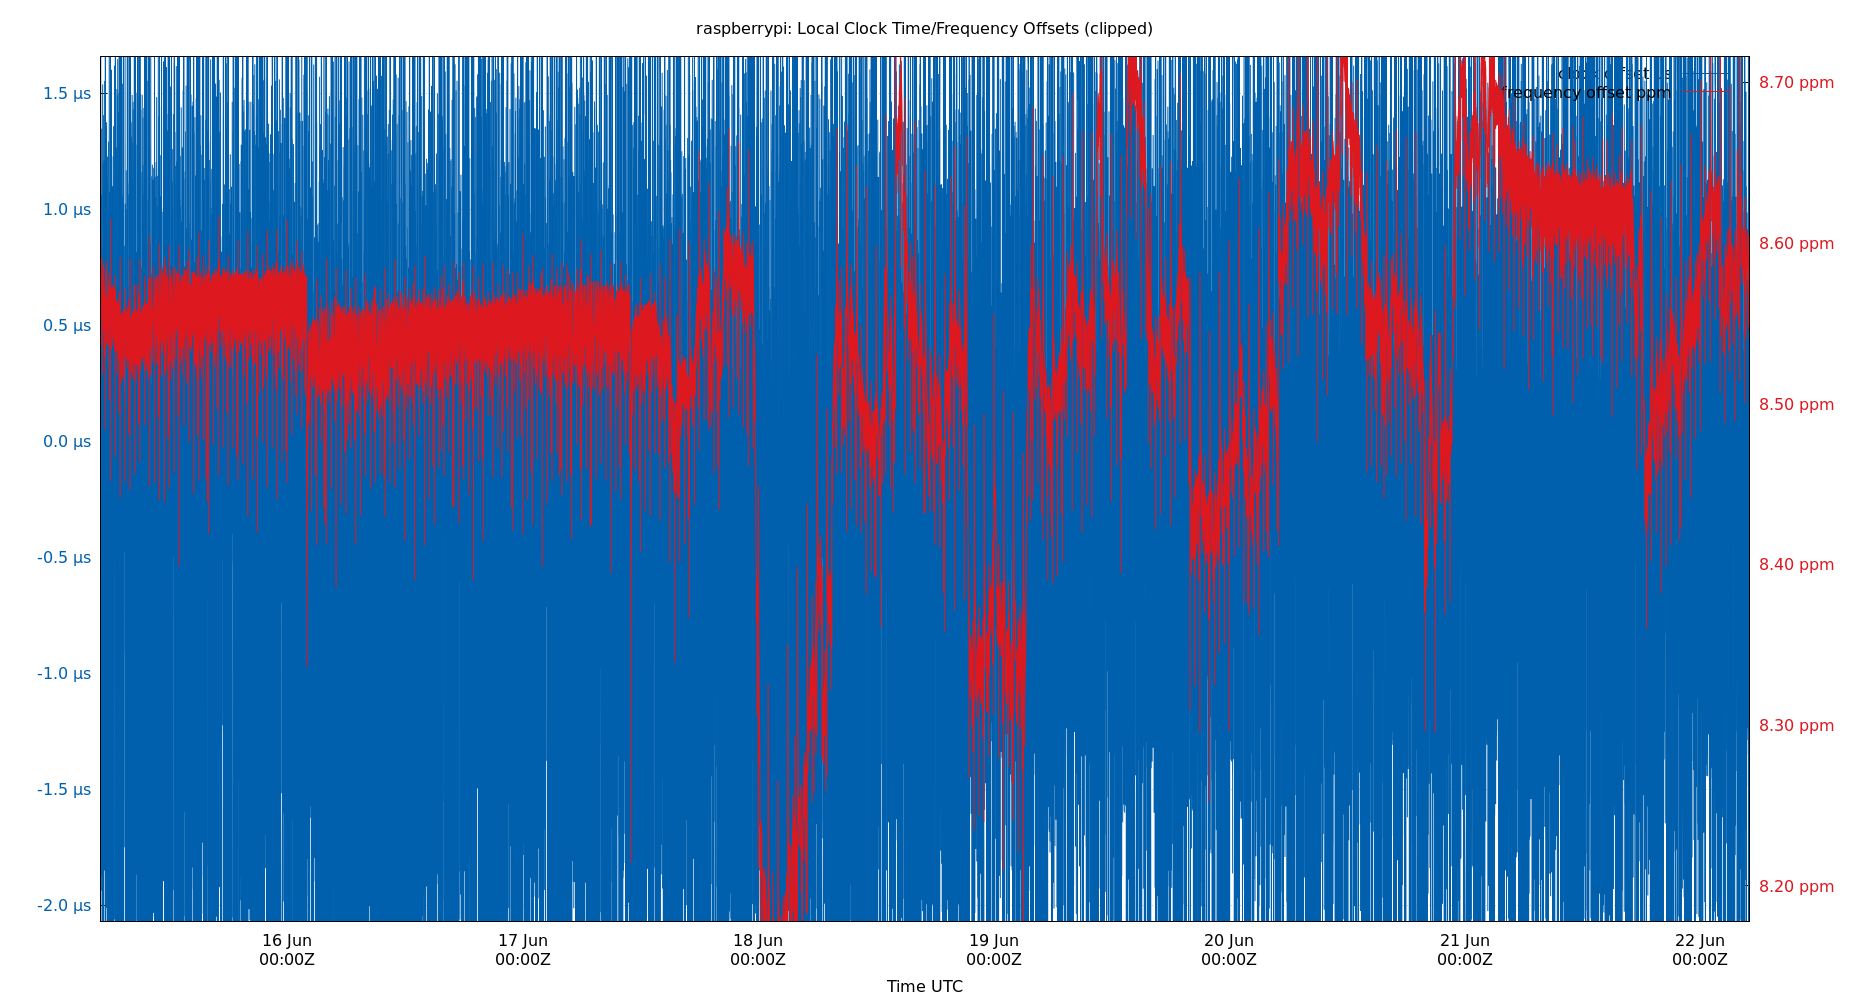 raspberrypi: Local Clock Time/Frequency Offsets (clipped)
clock offset µs
frequency offset ppm
1.5 µs
1.0 µs
0.5 µs
0.0 µs
-0.5 µs
-1.0 µs
-1.5 µs
-2.0 µs
8.70 ppm
8.60 ppm
8.50 ppm
8.40 ppm
8.30 ppm
8.20 ppm
16 Jun 17 Jun 18 Jun 19 Jun 20 Jun 21 Jun 22 Jun
00:00Z 00:00Z 00:00Z 00:00Z 00:00Z 00:00Z 00:00Z
Time UTC